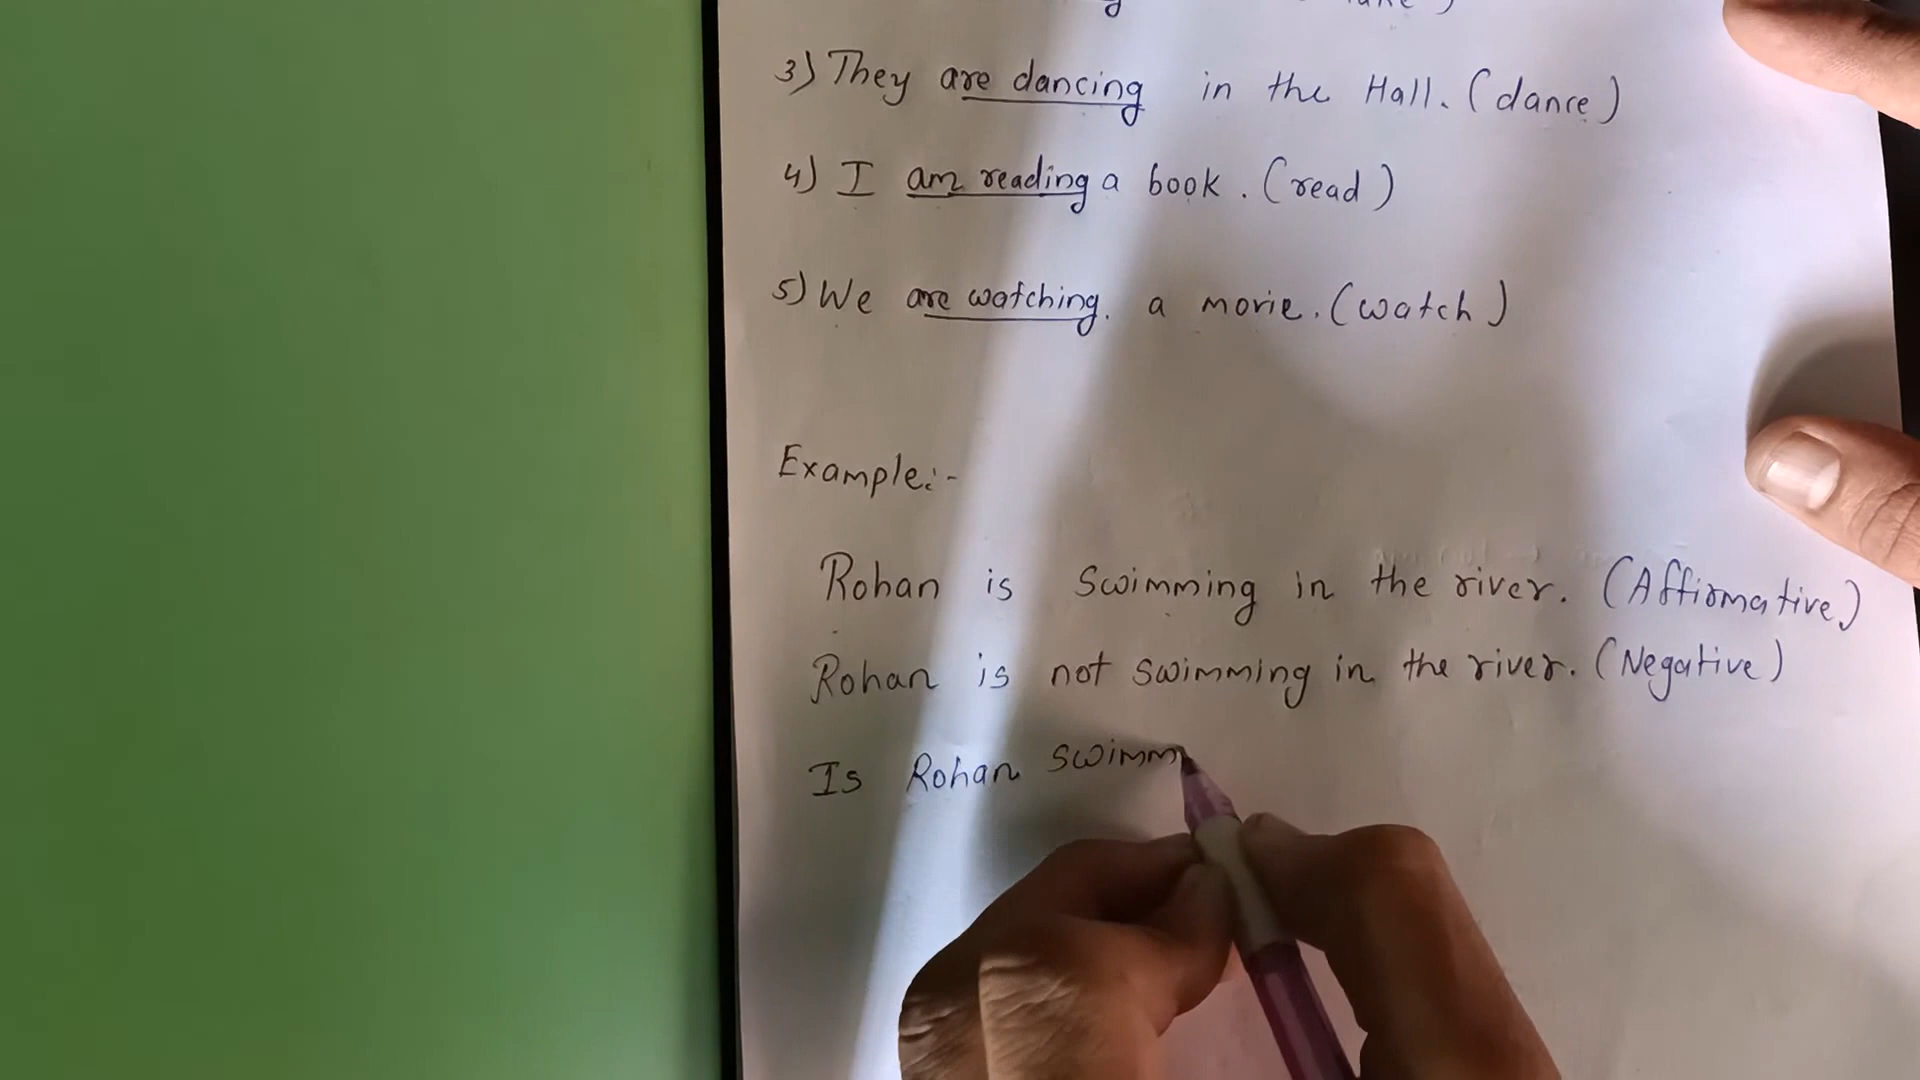 3) They are dancing in the Hall. (dance)
4) I am reading a book. (read)
5) We are watching. a movie. (watch)
Example:-
Rohan is Swimming in the river. (Affirmative)
Rohan is not swimming in the river. (Negative)
Is Rohan swimm